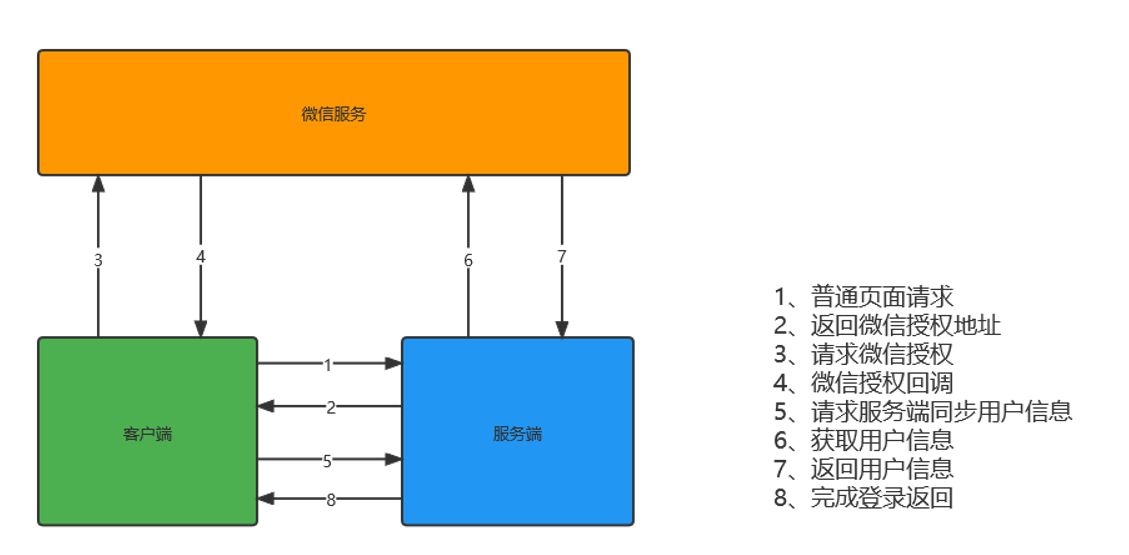 微信服务
3
4
6
7
客户端
服务端
1
2
5
8
1、普通页面请求
2、返回微信授权地址
3、请求微信授权
4、微信授权回调
5、请求服务端同步用户信息
6、获取用户信息
7、返回用户信息
8、完成登录返回